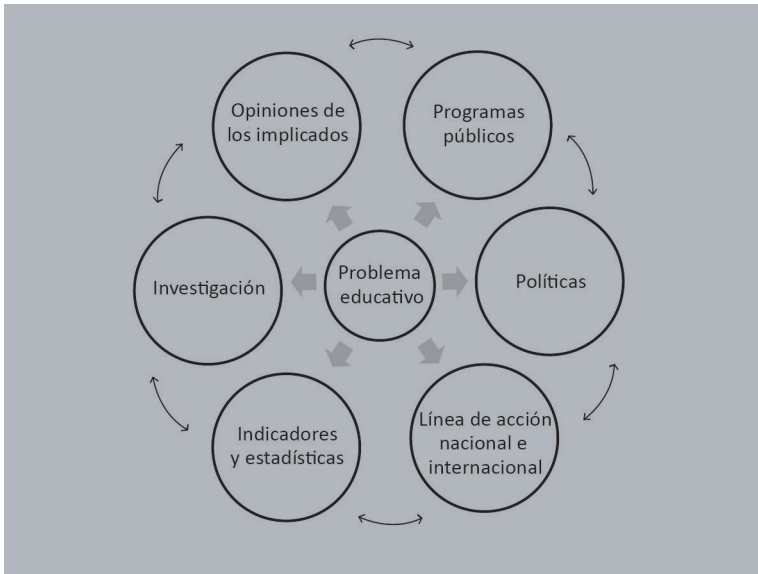 Opiniones de
los implicados
Programas
públicos
Investigación
Problema
educativo
Políticas
Indicadores
y estadísticas
Línea de acción
nacional e
internacional